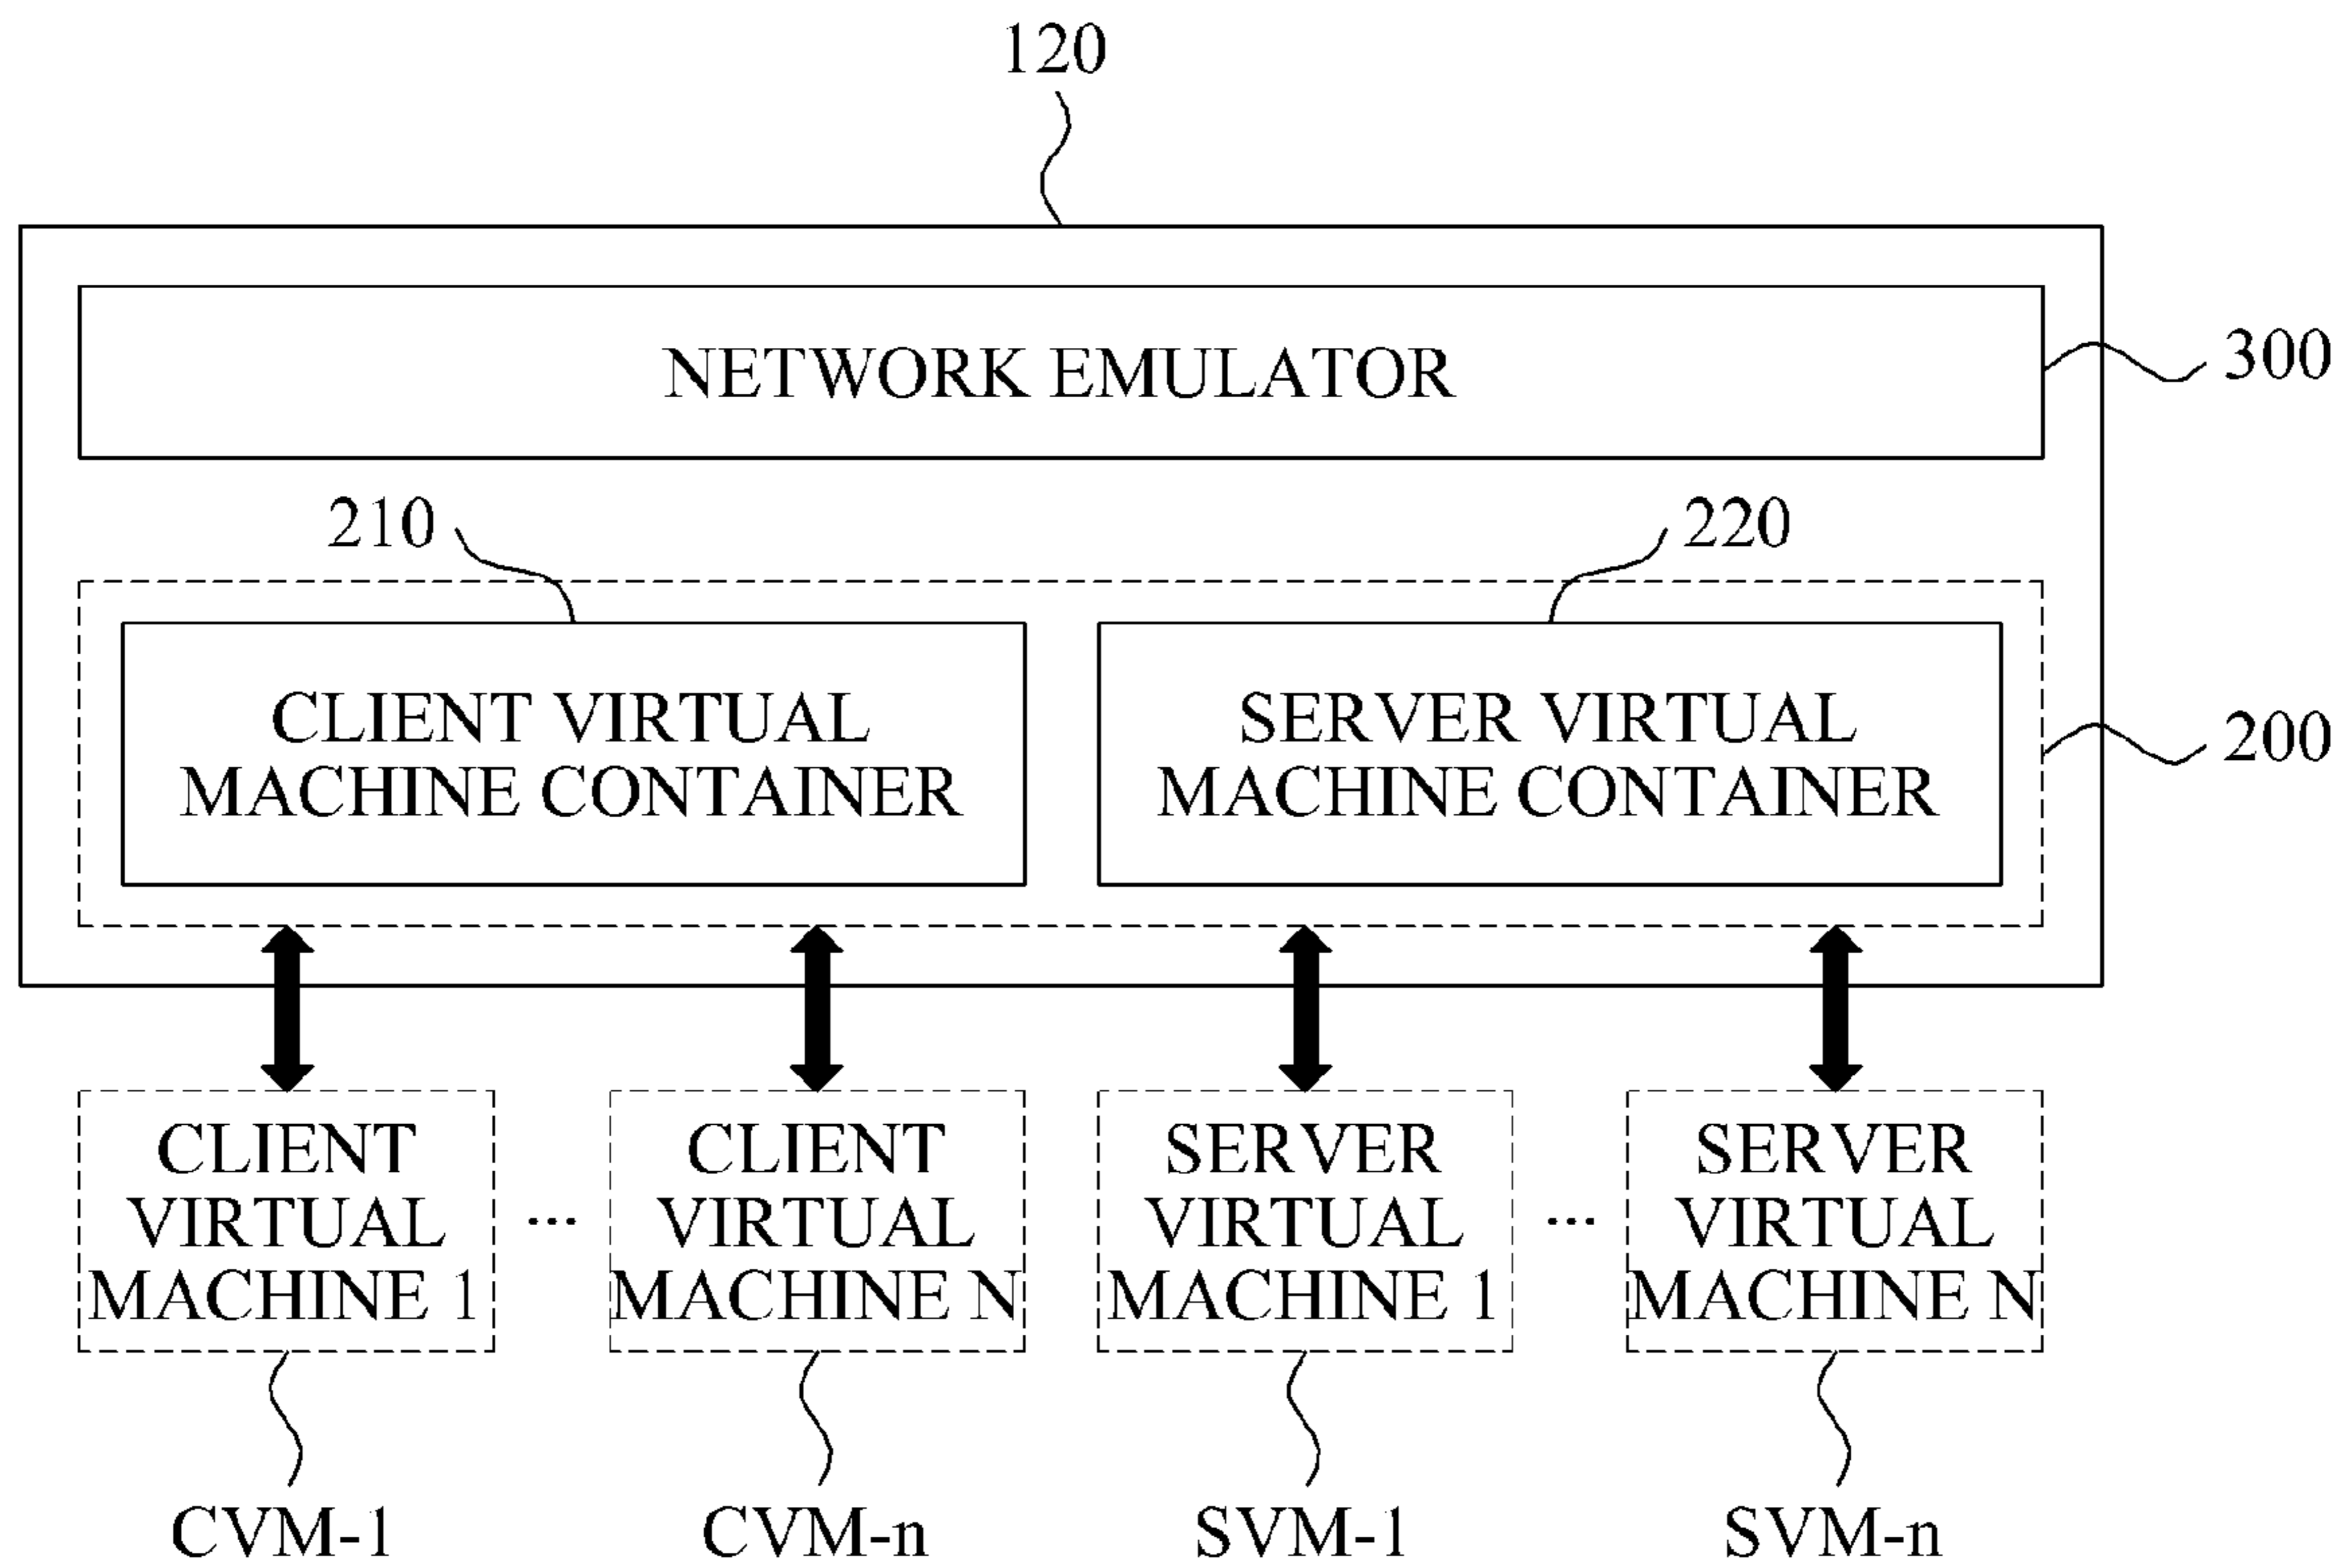 120
NETWORK EMULATOR
300
210
220
CLIENT VIRTUAL
MACHINE CONTAINER
SERVER VIRTUAL
MACHINE CONTAINER
200
CLIENT
VIRTUAL
MACHINE 1
...
CLIENT
VIRTUAL
MACHINE N
SERVER
VIRTUAL
MACHINE 1
...
SERVER
VIRTUAL
MACHINE N
CVM-1
CVM-n
SVM-1
SVM-n